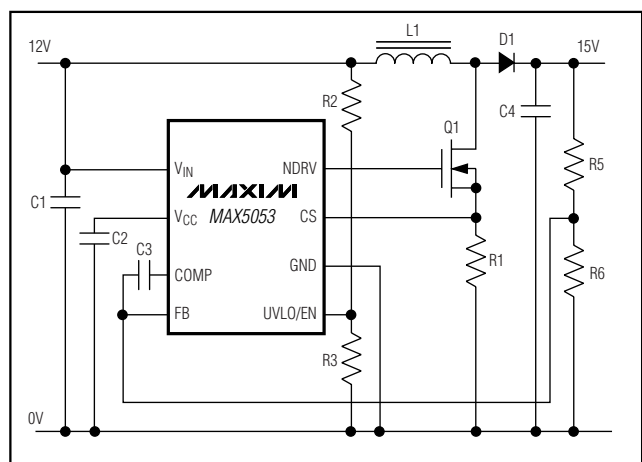 12V
L1
D1
15V
R2
C4
Q1
R5
VIN
NDRV
MAXIM
MAX5053
C1
VCC
CS
C2
C3
R1
GND
R6
COMP
FB
UVLO/EN
R3
0V